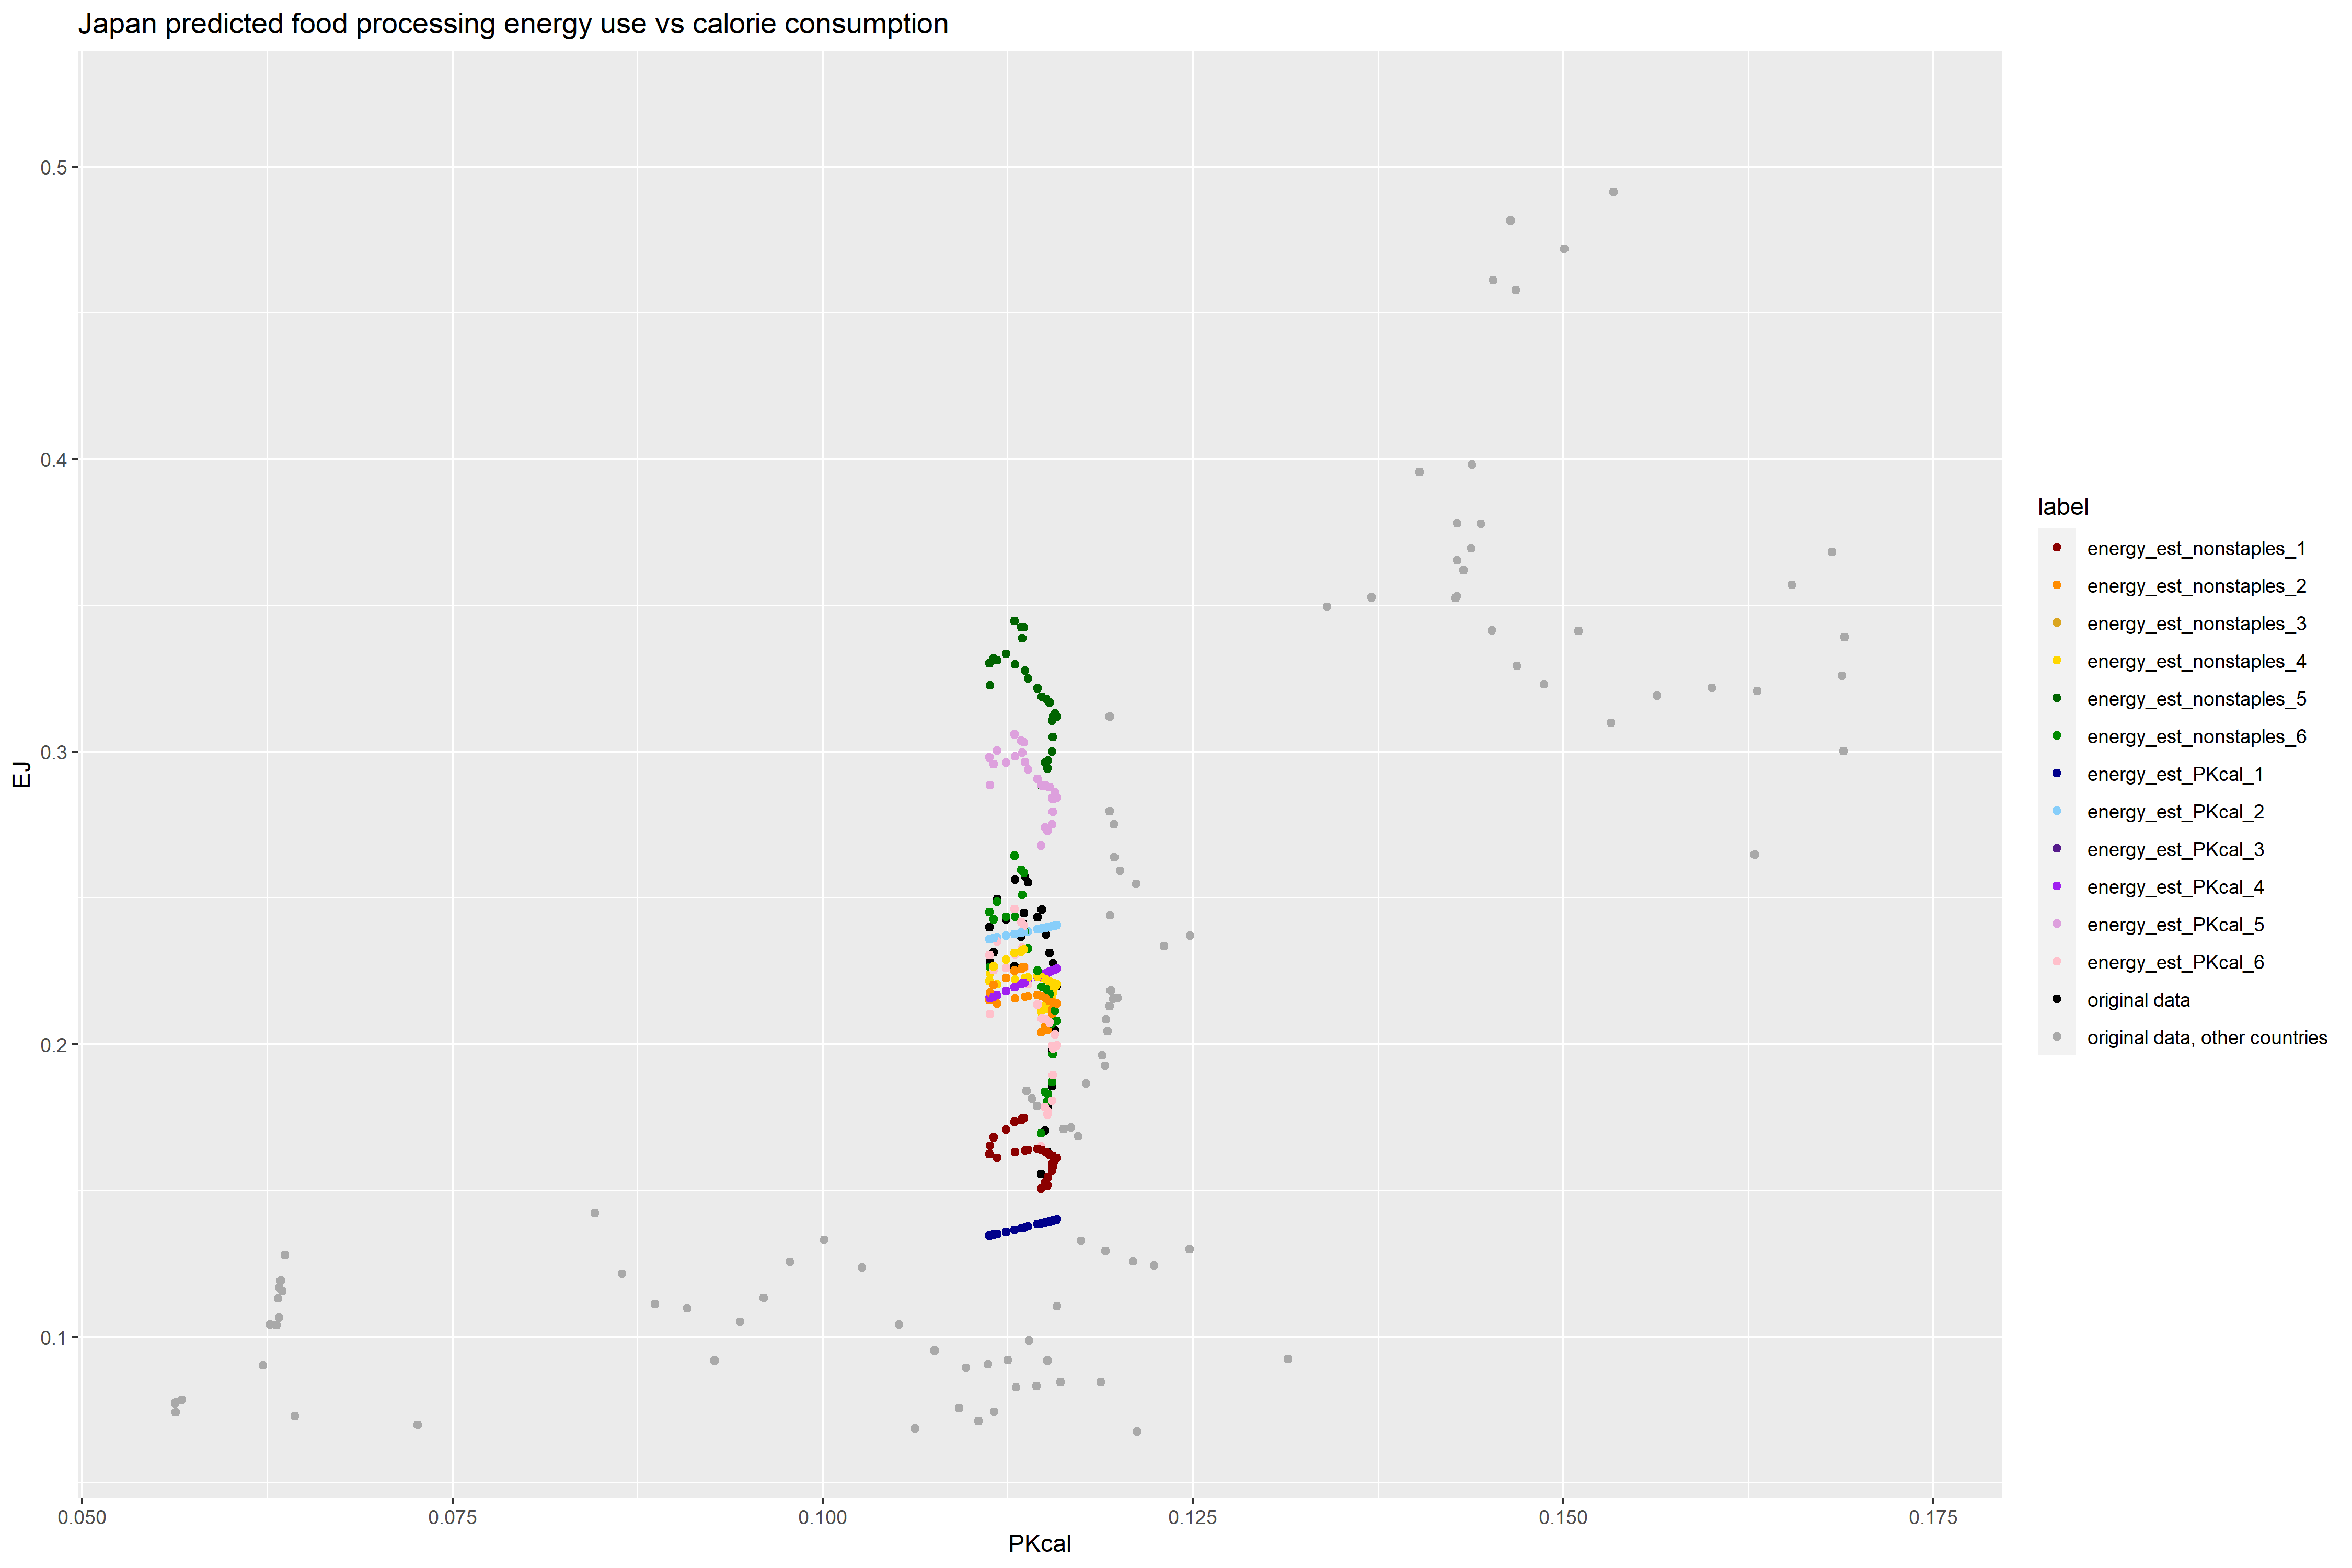 Japan predicted food processing energy use vs calorie consumption
0.5
0.4
0.3
0.2
0.1
EJ
0.050 0.075 0.100 0.125 0.150 0.175
PKcal
label
energy_est_nonstaples_1
energy_est_nonstaples_2
energy_est_nonstaples_3
energy_est_nonstaples_4
energy_est_nonstaples_5
energy_est_nonstaples_6
energy_est_PKcal_1
energy_est_PKcal_2
energy_est_PKcal_3
energy_est_PKcal_4
energy_est_PKcal_5
energy_est_PKcal_6
original data
original data, other countries